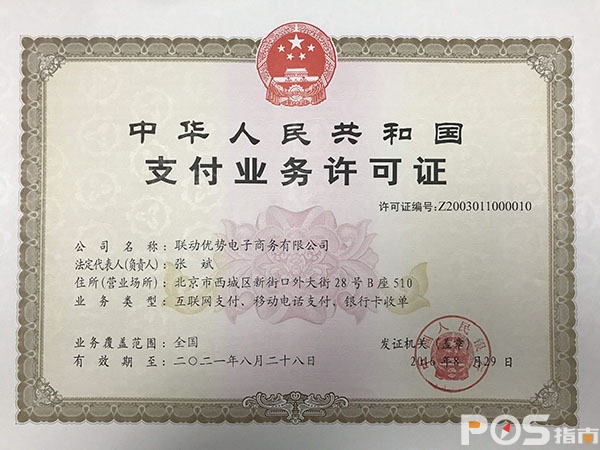 中华人民共和国
支付业务许可证
许可证编号:Z2003011000010
公司名称:联动优势电子商务有限公司
法定代表人(负责人):张斌
住所(营业场所):北京市西城区新街口外大街28号B座510
业务类型:互联网支付、移动电话支付、银行卡收单
业务覆盖范围:全国
有效期至:二〇二一年八月二十八日
发证机关(盖章)
2016年8月29日
POS指南